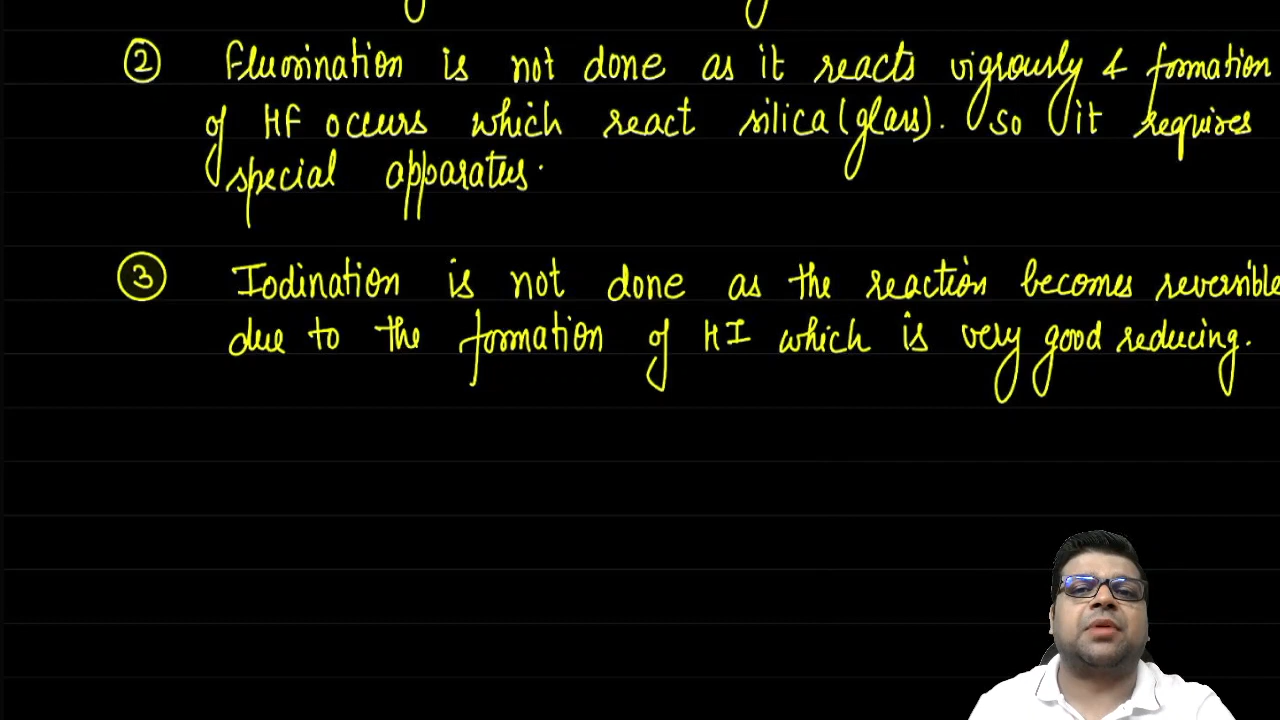 ② Fluorination is not done as it reacts vigrously & formation
of HF occurs which react silica (glass). So it requires
special apparatus.
③ Iodination is not done as the reaction becomes reversible
due to the formation of HI which is very good reducing.